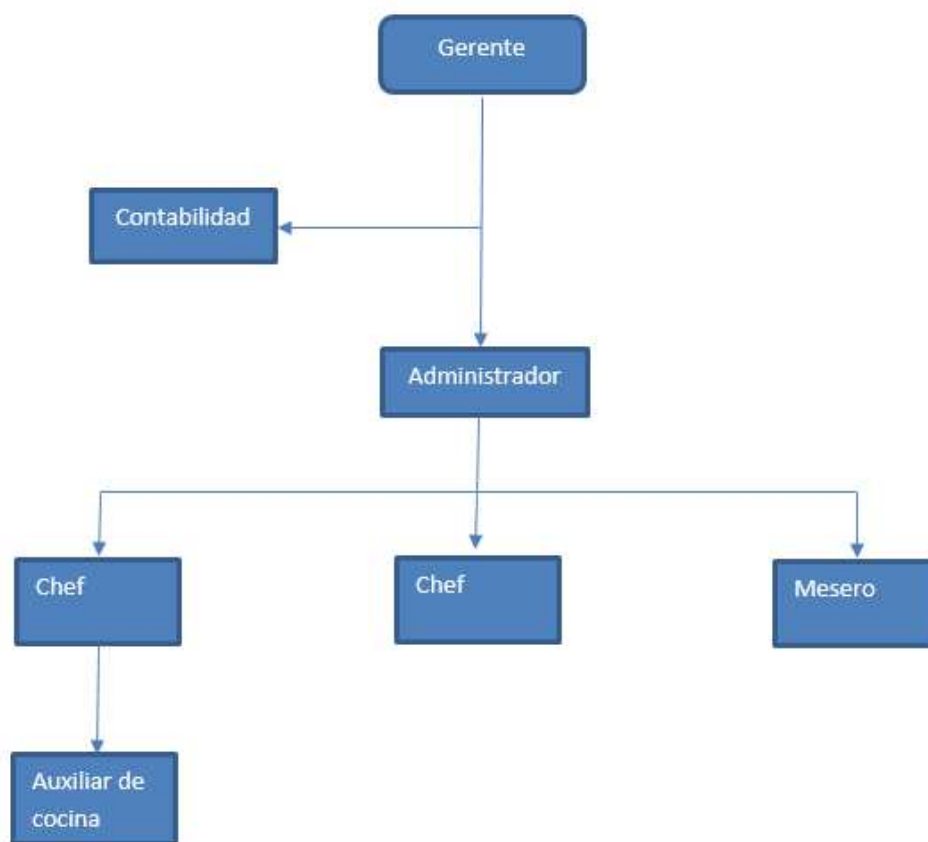 Gerente
Contabilidad
Administrador
Chef
Chef
Mesero
Auxiliar de
cocina